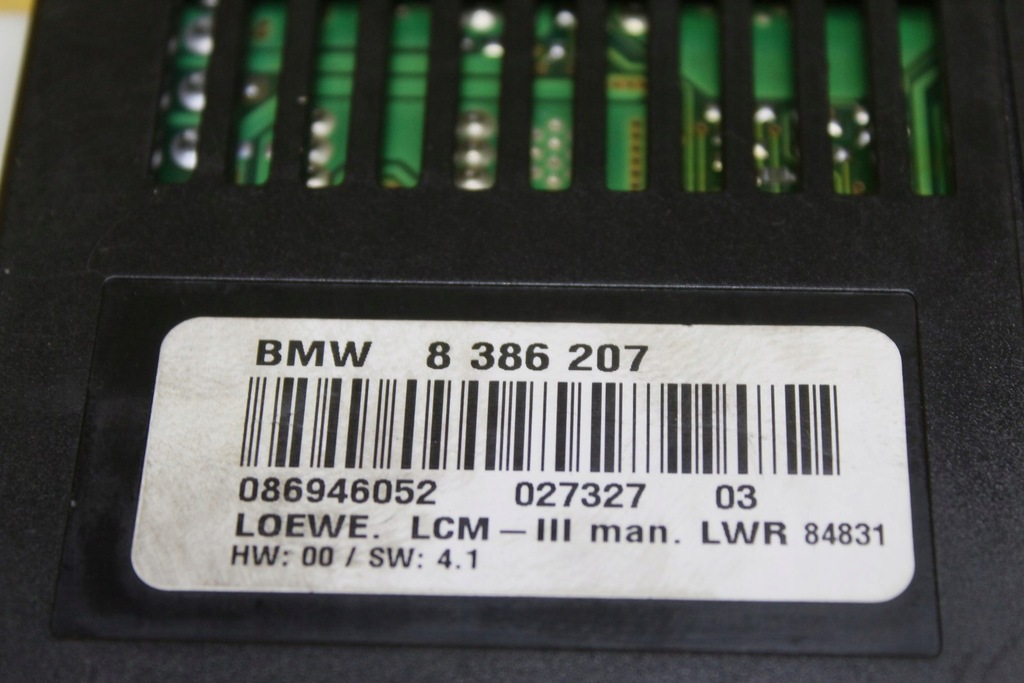 BMW 8 386 207
086946052 027327 03
LOEWE. LCM – III man. LWR 84831
HW: 00 / SW: 4.1